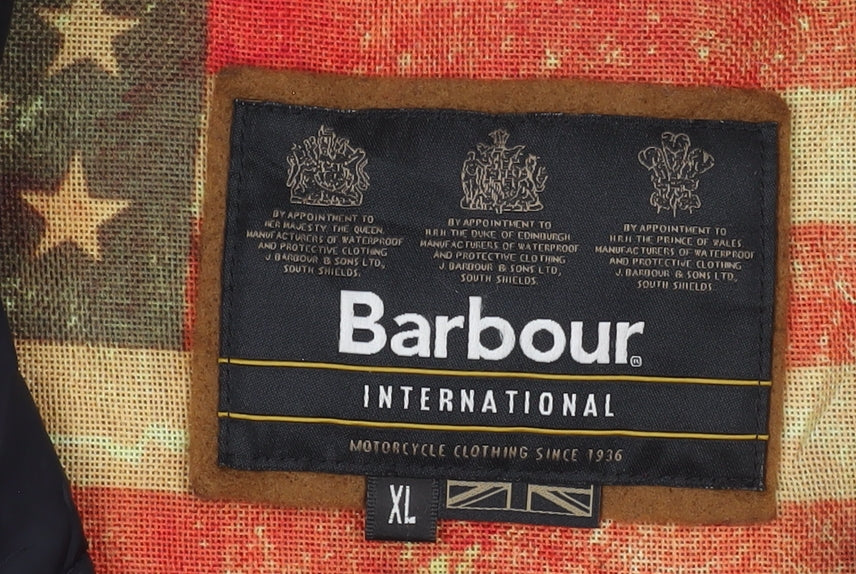 BY APPOINTMENT TO
HER MAJESTY THE QUEEN
MANUFACTURERS OF WATERPROOF
AND PROTECTIVE CLOTHING
J. BARBOUR & SONS LTD.,
SOUTH SHIELDS.
BY APPOINTMENT TO
H.R.H. THE DUKE OF EDINBURGH
MANUFACTURERS OF WATERPROOF
AND PROTECTIVE CLOTHING
J. BARBOUR & SONS LTD.,
SOUTH SHIELDS.
BY APPOINTMENT TO
H.R.H. THE PRINCE OF WALES
MANUFACTURERS OF WATERPROOF
AND PROTECTIVE CLOTHING
J. BARBOUR & SONS LTD.,
SOUTH SHIELDS.
Barbour®
INTERNATIONAL
MOTORCYCLE CLOTHING SINCE 1936
XL